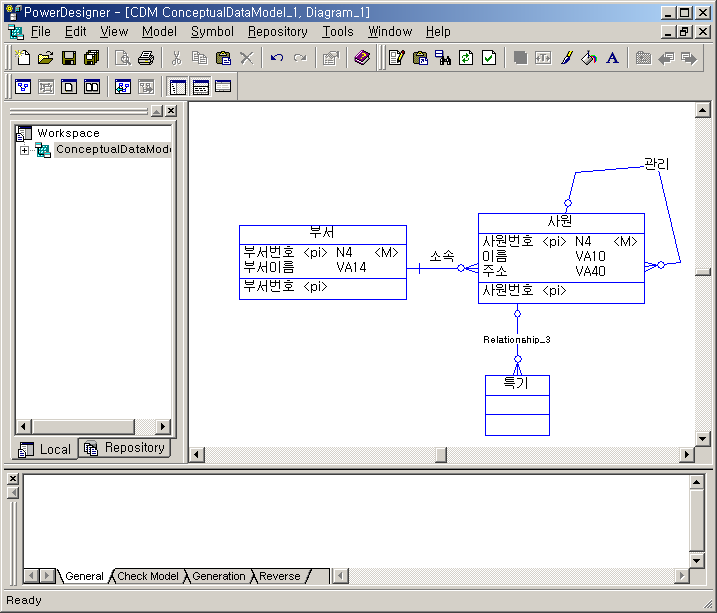 PowerDesigner - [CDM ConceptualDataModel_1, Diagram_1]
File Edit View Model Symbol Repository Tools Window Help
Workspace
ConceptualDataMode
Local
Repository
관리
부서
부서번호 <pi> N4 <M>
부서이름 VA14
부서번호 <pi>
소속
사원
사원번호 <pi> N4 <M>
이름 VA10
주소 VA40
사원번호 <pi>
Relationship_3
특기
General Check Model Generation Reverse
Ready